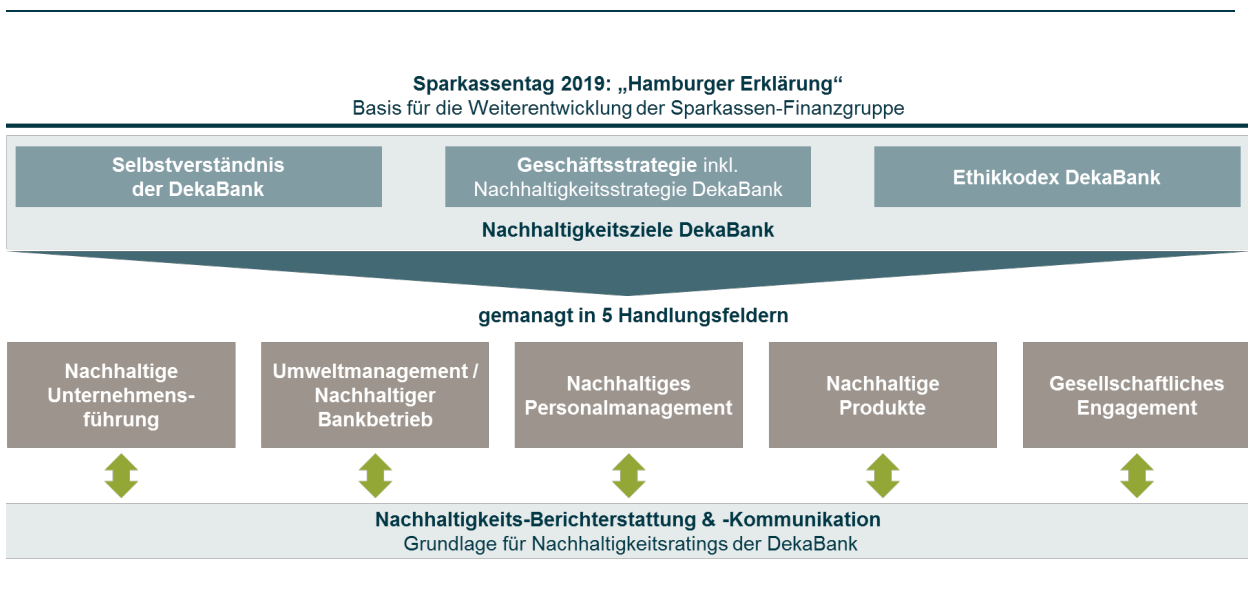 Sparkassentag 2019: „Hamburger Erklärung“
Basis für die Weiterentwicklung der Sparkassen-Finanzgruppe
Selbstverständnis
der DekaBank
Geschäftsstrategie inkl.
Nachhaltigkeitsstrategie DekaBank
Ethikkodex DekaBank
Nachhaltigkeitsziele DekaBank
gemanagt in 5 Handlungsfeldern
Nachhaltige
Unternehmens-
führung
Umweltmanagement /
Nachhaltiger
Bankbetrieb
Nachhaltiges
Personalmanagement
Nachhaltige
Produkte
Gesellschaftliches
Engagement
Nachhaltigkeits-Berichterstattung & -Kommunikation
Grundlage für Nachhaltigkeitsratings der DekaBank